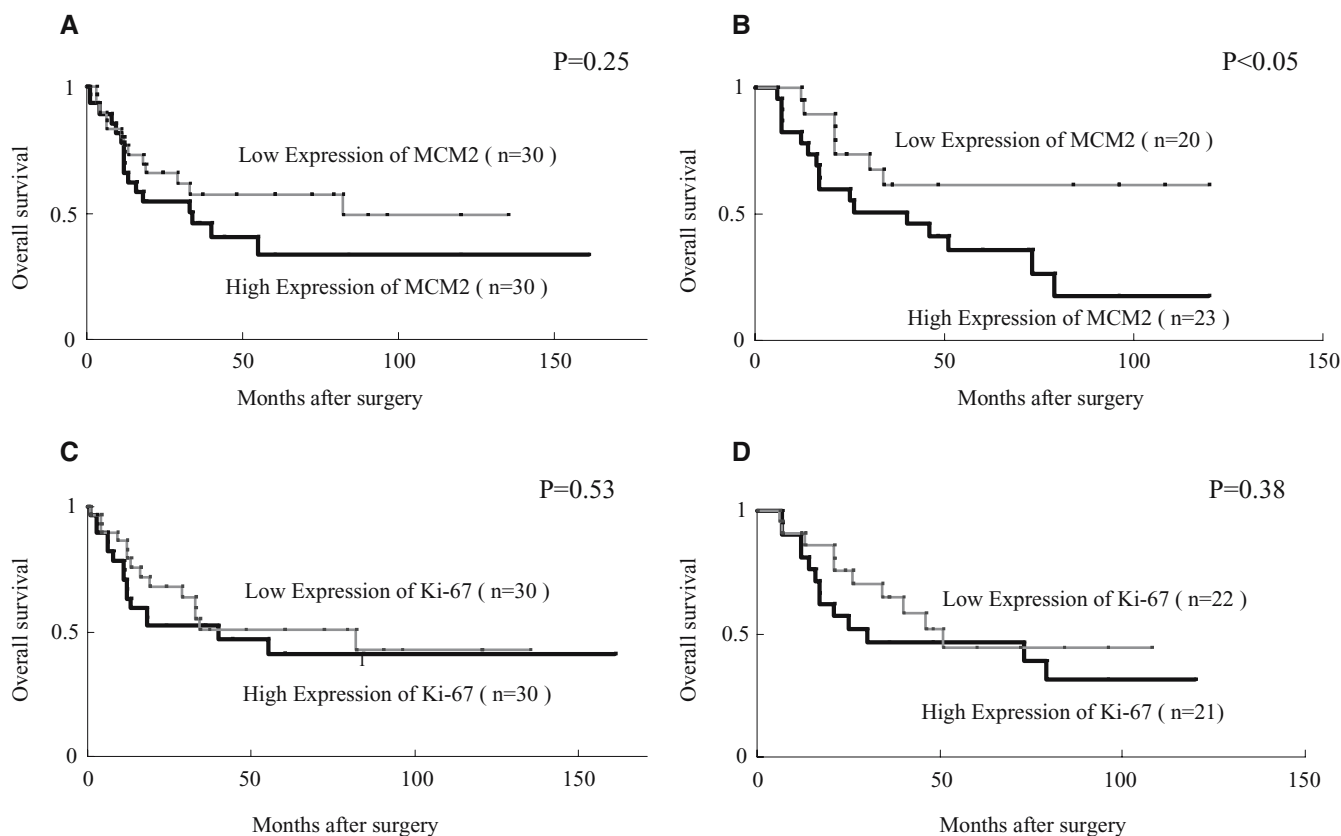 A
P=0.25
1
0.5
0
Overall survival
Low Expression of MCM2 ( n=30 )
High Expression of MCM2 ( n=30 )
0 50 100 150
Months after surgery
B
P<0.05
1
0.5
0
Overall survival
Low Expression of MCM2 ( n=20 )
High Expression of MCM2 ( n=23 )
0 50 100 150
Months after surgery
C
P=0.53
1
0.5
0
Overall survival
Low Expression of Ki-67 ( n=30 )
High Expression of Ki-67 ( n=30 )
0 50 100 150
Months after surgery
D
P=0.38
1
0.5
0
Overall survival
Low Expression of Ki-67 ( n=22 )
High Expression of Ki-67 ( n=21)
0 50 100 150
Months after surgery